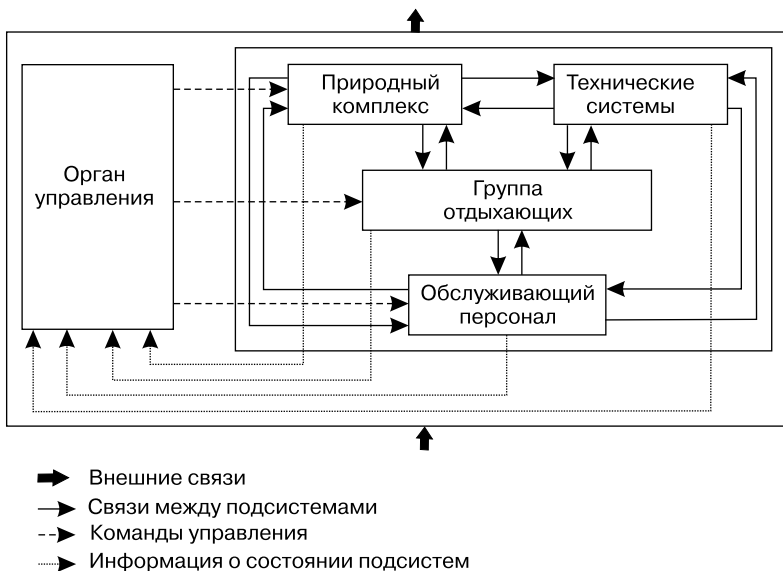 Орган
управления
Природный
комплекс
Технические
системы
Группа
отдыхающих
Обслуживающий
персонал
Внешние связи
Связи между подсистемами
Команды управления
Информация о состоянии подсистем